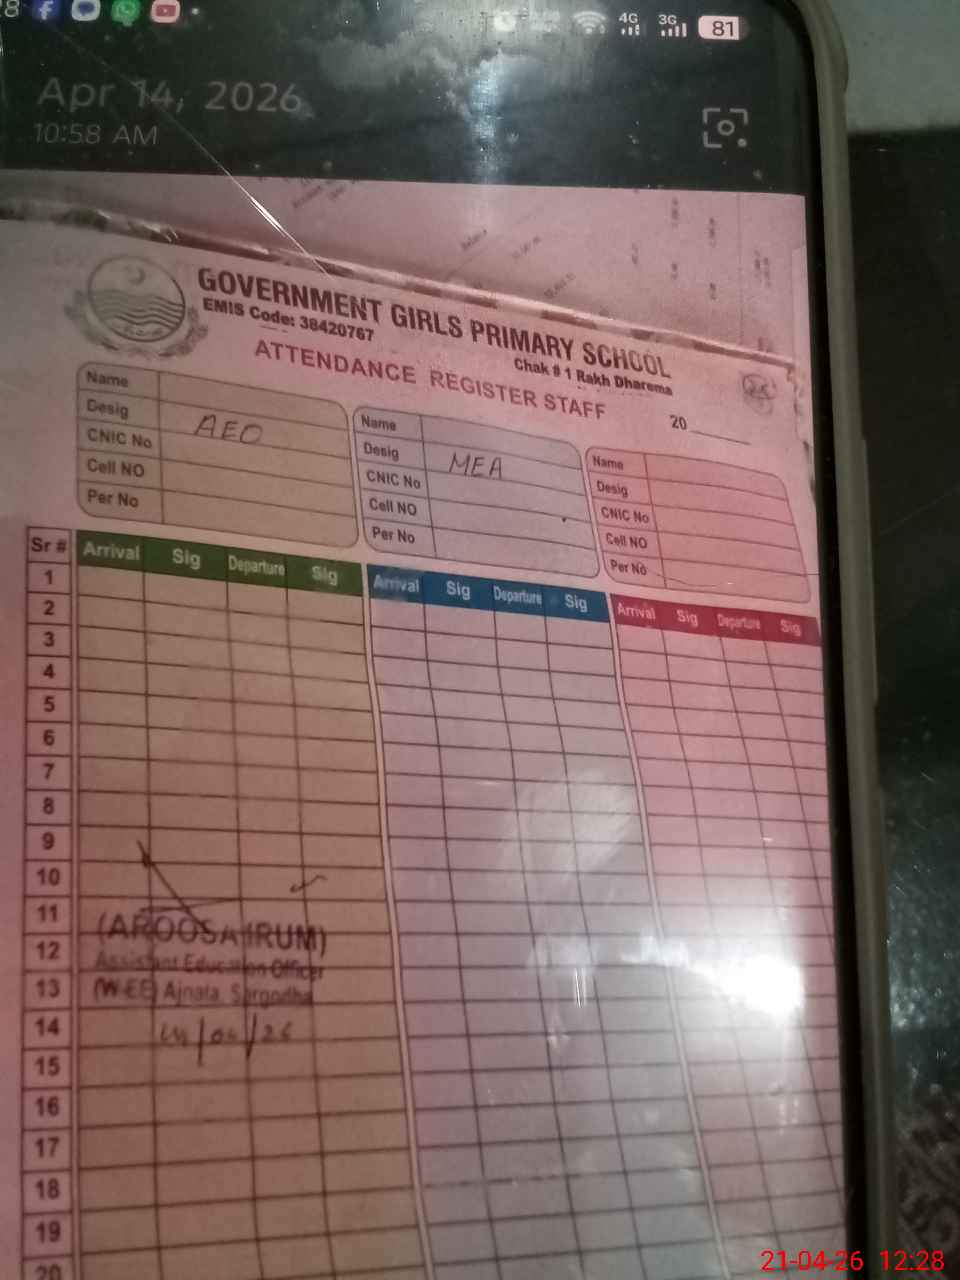 4G 3G 81
Apr 14, 2026
10:58 AM
GOVERNMENT GIRLS PRIMARY SCHOOL
EMIS Code: 38420767
Chak # 1 Rakh Dharema
ATTENDANCE REGISTER STAFF
20
Name
Desig AEO
CNIC No
Cell NO
Per No
Name
Desig MEA
CNIC No
Cell NO
Per No
Name
Desig
CNIC No
Cell NO
Per No
Sr # Arrival Sig Departure Sig Arrival Sig Departure Sig Arrival Sig Departure Sig
1
2
3
4
5
6
7
8
9
10
11
(AROOSA IRUM)
12
Assistant Education Officer
13
(W-EE) Ajnala, Sargodha
14
14/04/26
15
16
17
18
19
20
21-04-26 12:28